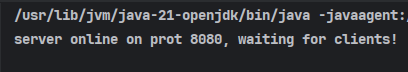 /usr/lib/jvm/java-21-openjdk/bin/java -javaagent:
server online on prot 8080, waiting for clients!